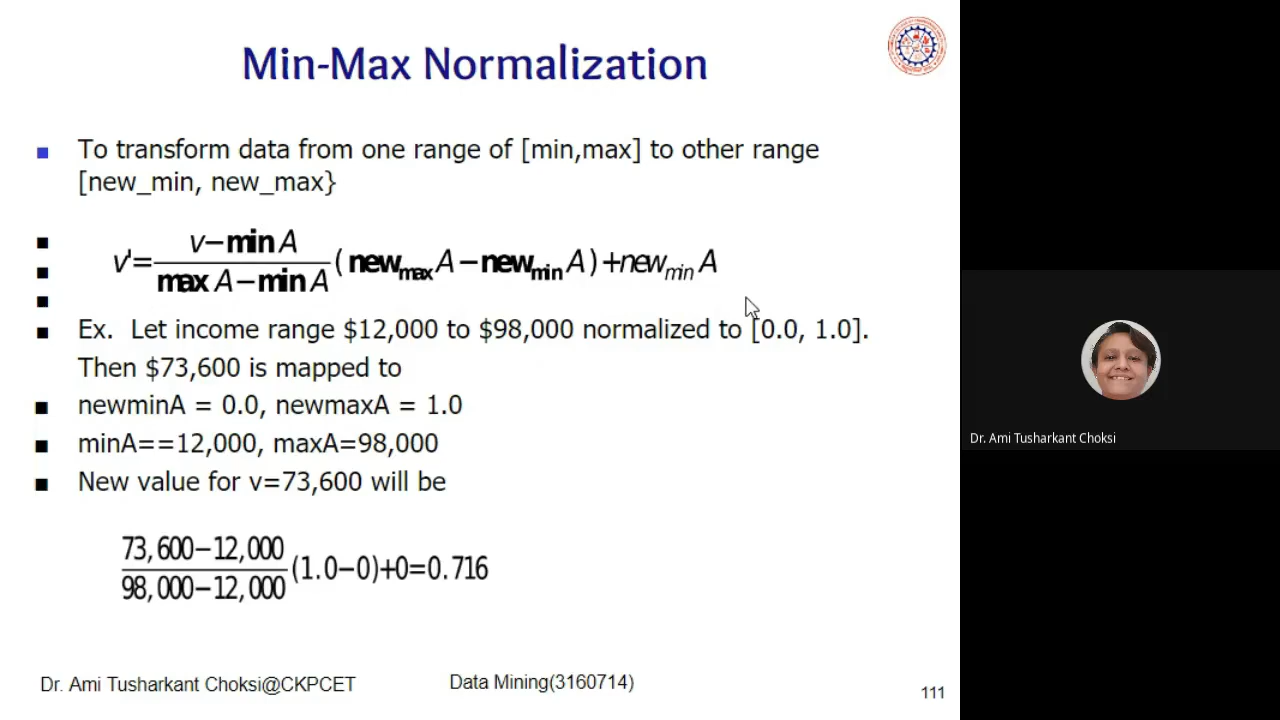 Min-Max Normalization
To transform data from one range of [min,max] to other range
[new_min, new_max}
v'= v−min A / max A−min A (new_max A−new_min A)+new_min A
Ex. Let income range $12,000 to $98,000 normalized to [0.0, 1.0].
Then $73,600 is mapped to
newminA = 0.0, newmaxA = 1.0
minA==12,000, maxA=98,000
New value for v=73,600 will be
73,600−12,000 / 98,000−12,000 (1.0−0)+0=0.716
Dr. Ami Tusharkant Choksi@CKPCET
Data Mining(3160714)
111
Dr. Ami Tusharkant Choksi